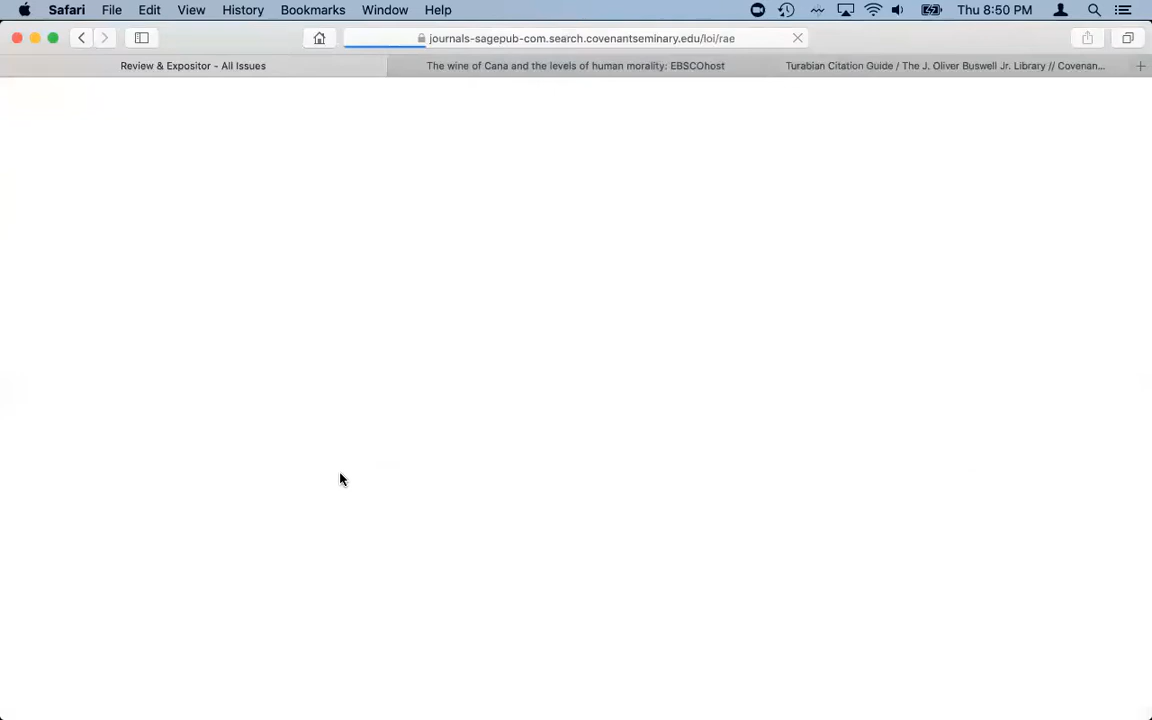 Safari File Edit View History Bookmarks Window Help Thu 8:50 PM
journals-sagepub-com.search.covenantseminary.edu/loi/rae
Review & Expositor - All Issues The wine of Cana and the levels of human morality: EBSCOhost Turabian Citation Guide / The J. Oliver Buswell Jr. Library // Covenan...